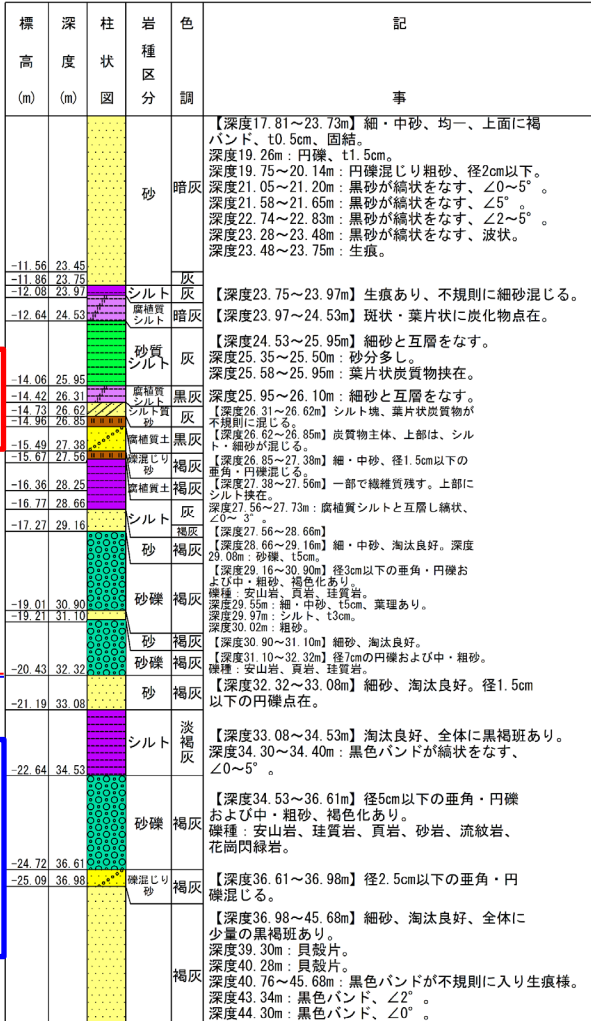 標高(m) 深度(m) 柱状図 岩種区分 色調 記事
【深度17.81～23.73m】細・中砂、均一、上面に褐
バンド、t0.5cm、固結。
深度19.26m：円礫、t1.5cm。
砂 暗灰 深度19.75～20.14m：円礫混じり粗砂、径2cm以下。
深度21.05～21.20m：黒砂が縞状をなす、∠0～5°。
深度21.58～21.65m：黒砂が縞状をなす、∠5°。
深度22.74～22.83m：黒砂が縞状をなす、∠2～5°。
深度23.28～23.48m：黒砂が縞状をなす、波状。
深度23.48～23.75m：生痕。
-11.56 23.45
-11.86 23.75 灰
-12.08 23.97 シルト 灰 【深度23.75～23.97m】生痕あり、不規則に細砂混じる。
-12.64 24.53 腐植質シルト 暗灰 【深度23.97～24.53m】斑状・葉片状に炭化物点在。
【深度24.53～25.95m】細砂と互層をなす。
砂質シルト 灰 深度25.35～25.50m：砂分多し。
深度25.58～25.95m：葉片状炭質物挟在。
-14.06 25.95
-14.42 26.31 腐植質シルト 黒灰 深度25.95～26.10m：細砂と互層をなす。
-14.73 26.62 シルト質砂 灰 【深度26.31～26.62m】シルト塊、葉片状炭質物が
不規則に混じる。
-14.96 26.85 腐植質土 黒灰 【深度26.62～26.85m】炭質物主体、上部は、シル
ト・細砂が混じる。
-15.49 27.38 礫混じり砂 褐灰 【深度26.85～27.38m】細・中砂、径1.5cm以下の
亜角・円礫混じる。
-15.67 27.56 腐植質土 褐灰 【深度27.38～27.56m】一部で繊維質残す。上部に
シルト挟在。
-16.36 28.25 シルト 灰 深度27.56～27.73m：腐植質シルトと互層し縞状、
∠0～ 3°。
-16.77 28.66 褐灰 【深度27.56～28.66m】
-17.27 29.16 砂 褐灰 【深度28.66～29.16m】細・中砂、淘汰良好。深度
29.08m：砂礫、t5cm。
【深度29.16～30.90m】径3cm以下の亜角・円礫お
よび中・粗砂、褐色化あり。
砂礫 褐灰 礫種：安山岩、頁岩、珪質岩。
深度29.55m：細・中砂、t5cm、葉理あり。
深度29.97m：シルト、t3cm。
深度30.02m：粗砂。
-19.01 30.90
-19.21 31.10 砂 褐灰 【深度30.90～31.10m】細砂、淘汰良好。
砂礫 褐灰 【深度31.10～32.32m】径7cmの円礫および中・粗砂。
礫種：安山岩、頁岩、珪質岩。
-20.43 32.32
砂 褐灰 【深度32.32～33.08m】細砂、淘汰良好。径1.5cm
以下の円礫点在。
-21.19 33.08
シルト 淡褐灰 【深度33.08～34.53m】淘汰良好、全体に黒褐斑あり。
深度34.30～34.40m：黒色バンドが縞状をなす、
∠0～5°。
-22.64 34.53
【深度34.53～36.61m】径5cm以下の亜角・円礫
砂礫 褐灰 および中・粗砂、褐色化あり。
礫種：安山岩、珪質岩、頁岩、砂岩、流紋岩、
花崗閃緑岩。
-24.72 36.61
-25.09 36.98 礫混じり砂 褐灰 【深度36.61～36.98m】径2.5cm以下の亜角・円
礫混じる。
【深度36.98～45.68m】細砂、淘汰良好、全体に
少量の黒褐斑あり。
深度39.30m：貝殻片。
深度40.28m：貝殻片。
褐灰 深度40.76～45.68m：黒色バンドが不規則に入り生痕様。
深度43.34m：黒色バンド、∠2°。
深度44.30m：黒色バンド、∠0°。